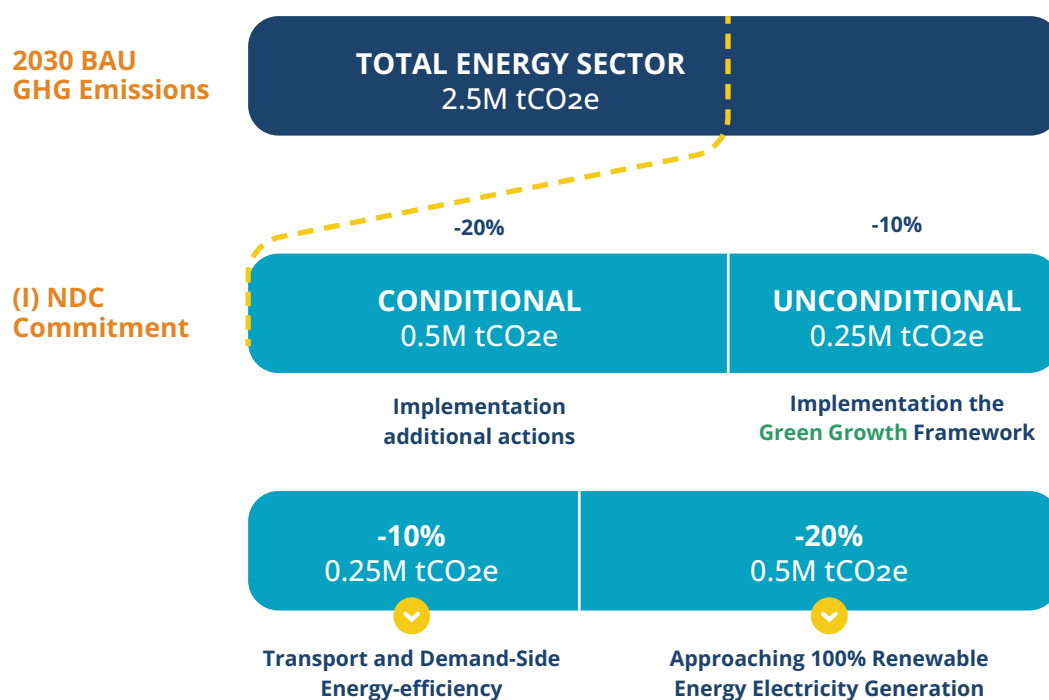 2030 BAU
GHG Emissions
TOTAL ENERGY SECTOR
2.5M tCO2e
-20%
-10%
(I) NDC
Commitment
CONDITIONAL
0.5M tCO2e
UNCONDITIONAL
0.25M tCO2e
Implementation
additional actions
Implementation the
Green Growth Framework
-10%
0.25M tCO2e
-20%
0.5M tCO2e
Transport and Demand-Side
Energy-efficiency
Approaching 100% Renewable
Energy Electricity Generation